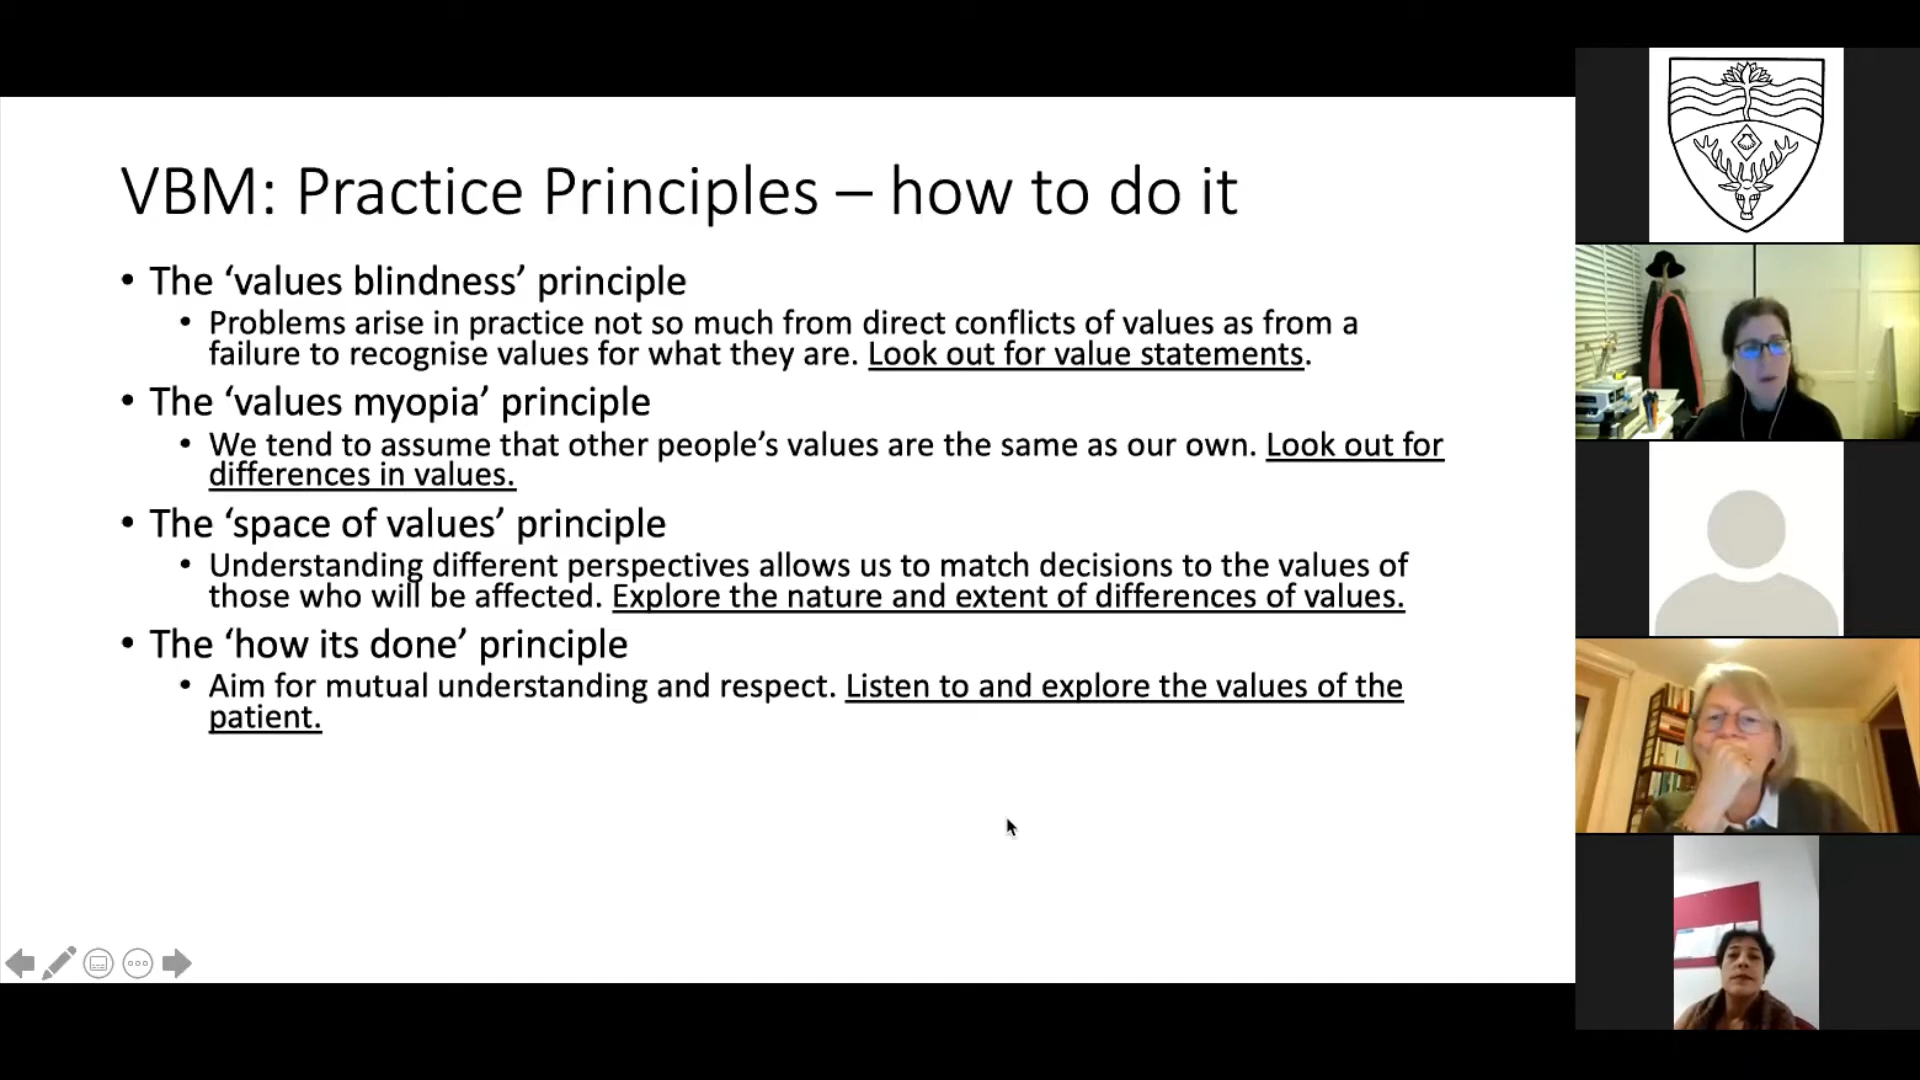 VBM: Practice Principles – how to do it
• The ‘values blindness’ principle
• Problems arise in practice not so much from direct conflicts of values as from a
failure to recognise values for what they are. Look out for value statements.
• The ‘values myopia’ principle
• We tend to assume that other people’s values are the same as our own. Look out for
differences in values.
• The ‘space of values’ principle
• Understanding different perspectives allows us to match decisions to the values of
those who will be affected. Explore the nature and extent of differences of values.
• The ‘how its done’ principle
• Aim for mutual understanding and respect. Listen to and explore the values of the
patient.